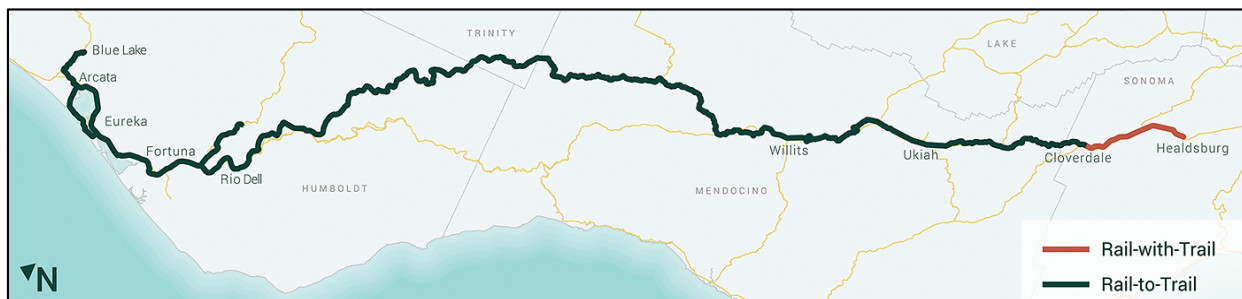 TRINITY
Blue Lake
LAKE
Arcata
SONOMA
Eureka
Fortuna
Willits
Ukiah
Cloverdale
Healdsburg
Rio Dell
HUMBOLDT
MENDOCINO
Rail-with-Trail
N
Rail-to-Trail